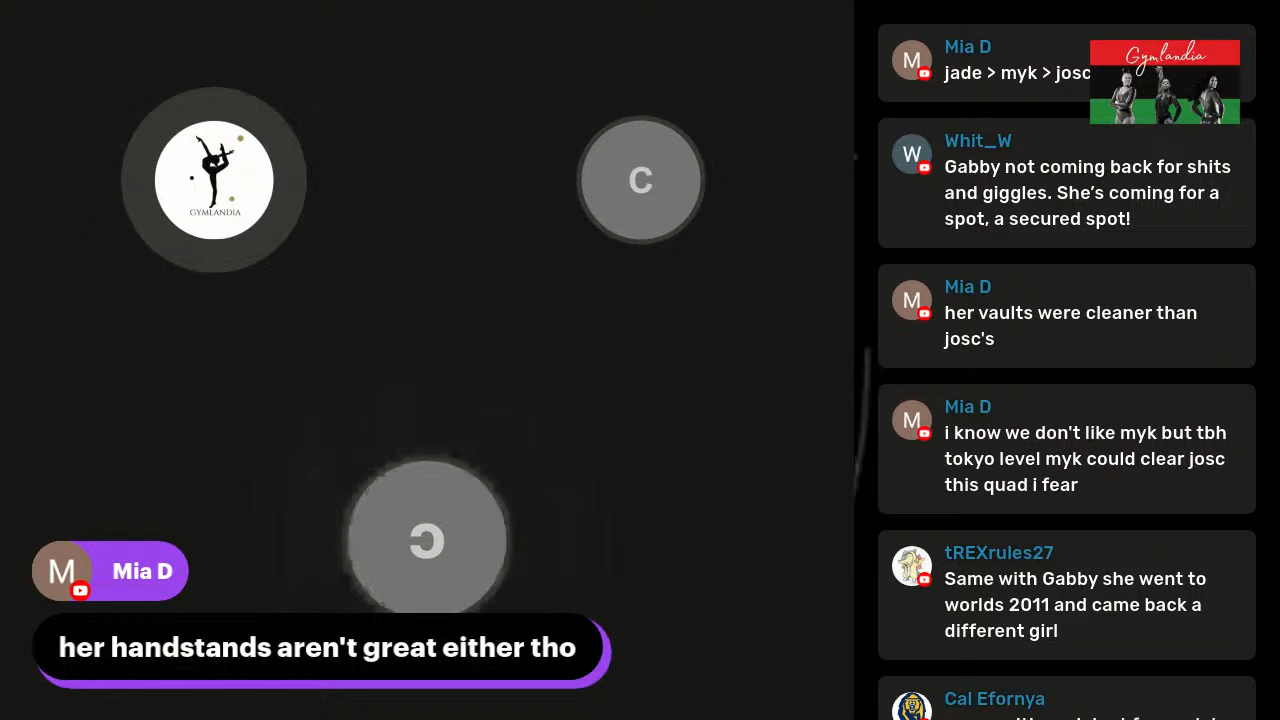 GYMLANDIA
C
C
M
Mia D
her handstands aren't great either tho
M
Mia D
jade > myk > josc
Gymlandia
W
Whit_W
Gabby not coming back for shits
and giggles. She’s coming for a
spot, a secured spot!
M
Mia D
her vaults were cleaner than
josc's
M
Mia D
i know we don't like myk but tbh
tokyo level myk could clear josc
this quad i fear
tREXrules27
Same with Gabby she went to
worlds 2011 and came back a
different girl
Cal Efornya